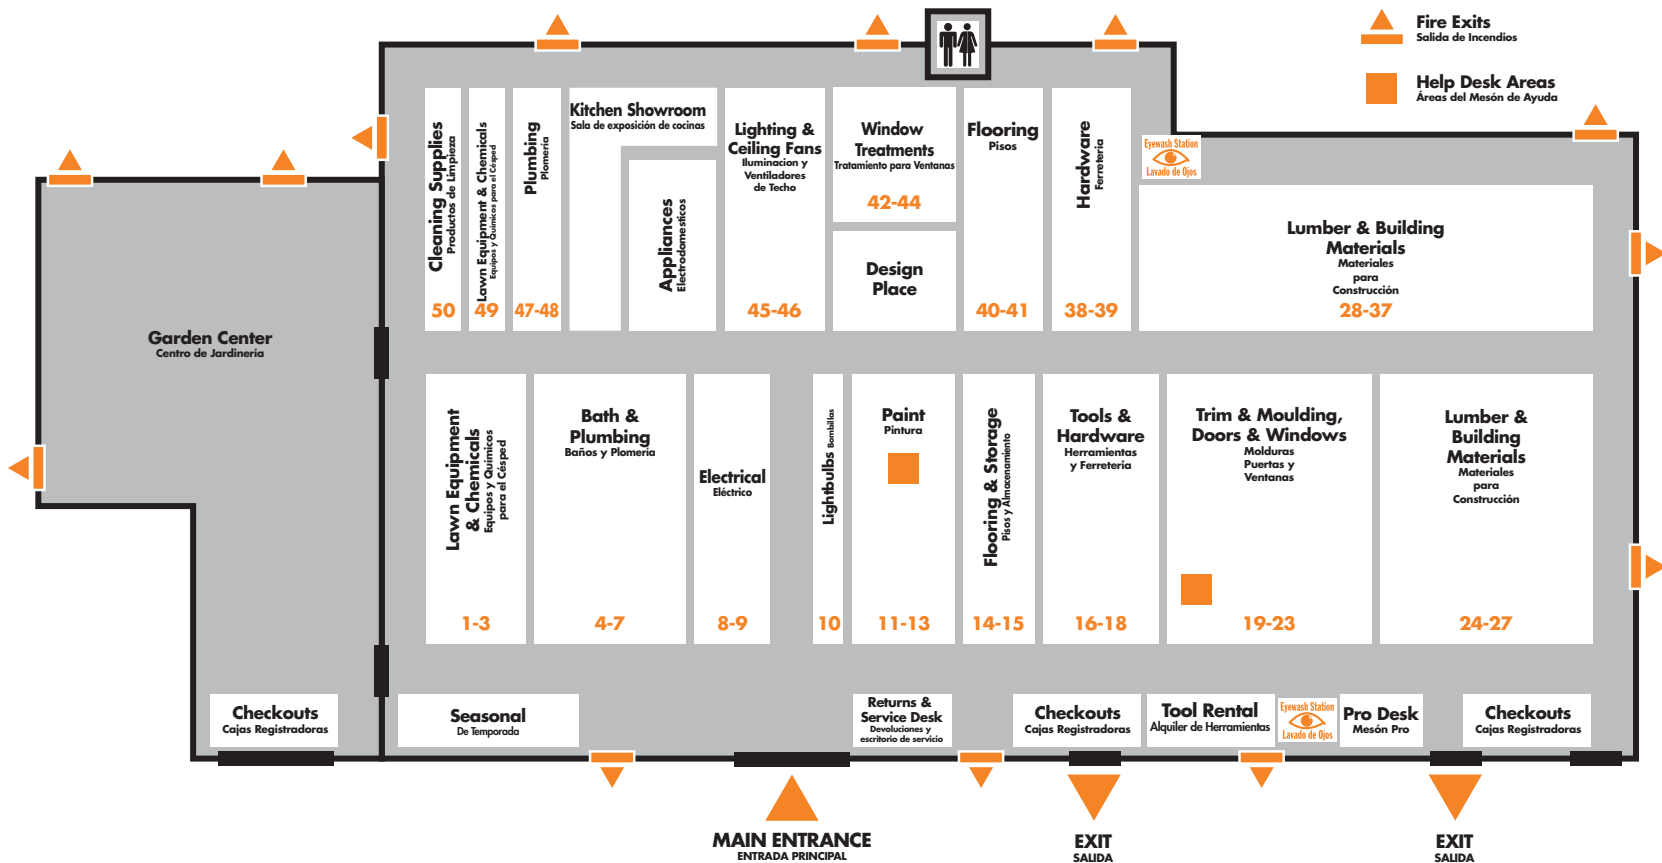 Fire Exits
Salida de Incendios
Help Desk Areas
Áreas del Mesón de Ayuda
Cleaning Supplies
Productos de Limpieza
50
Lawn Equipment & Chemicals
Equipos y Químicos para el Césped
49
Plumbing
Plomería
47-48
Kitchen Showroom
Sala de exposición de cocinas
Appliances
Electrodomesticos
Lighting &
Ceiling Fans
Iluminacion y
Ventiladores
de Techo
45-46
Window
Treatments
Tratamiento para Ventanas
42-44
Design
Place
Flooring
Pisos
40-41
Hardware
Ferretería
38-39
Eyewash Station
Lavado de Ojos
Lumber & Building
Materials
Materiales
para
Construcción
28-37
Garden Center
Centro de Jardinería
Lawn Equipment
& Chemicals
Equipos y Químicos
para el Césped
1-3
Bath &
Plumbing
Baños y Plomería
4-7
Electrical
Eléctrico
8-9
Lightbulbs Bombillas
10
Paint
Pintura
11-13
Flooring & Storage
Pisos y Almacenamiento
14-15
Tools &
Hardware
Herramientas
y Ferreteria
16-18
Trim & Moulding,
Doors & Windows
Molduras
Puertas y
Ventanas
19-23
Lumber &
Building
Materials
Materiales
para
Construcción
24-27
Checkouts
Cajas Registradoras
Seasonal
De Temporada
Returns &
Service Desk
Devoluciones y
escritorio de servicio
Checkouts
Cajas Registradoras
Tool Rental
Alquiler de Herramientas
Eyewash Station
Lavado de Ojos
Pro Desk
Mesón Pro
Checkouts
Cajas Registradoras
MAIN ENTRANCE
ENTRADA PRINCIPAL
EXIT
SALIDA
EXIT
SALIDA